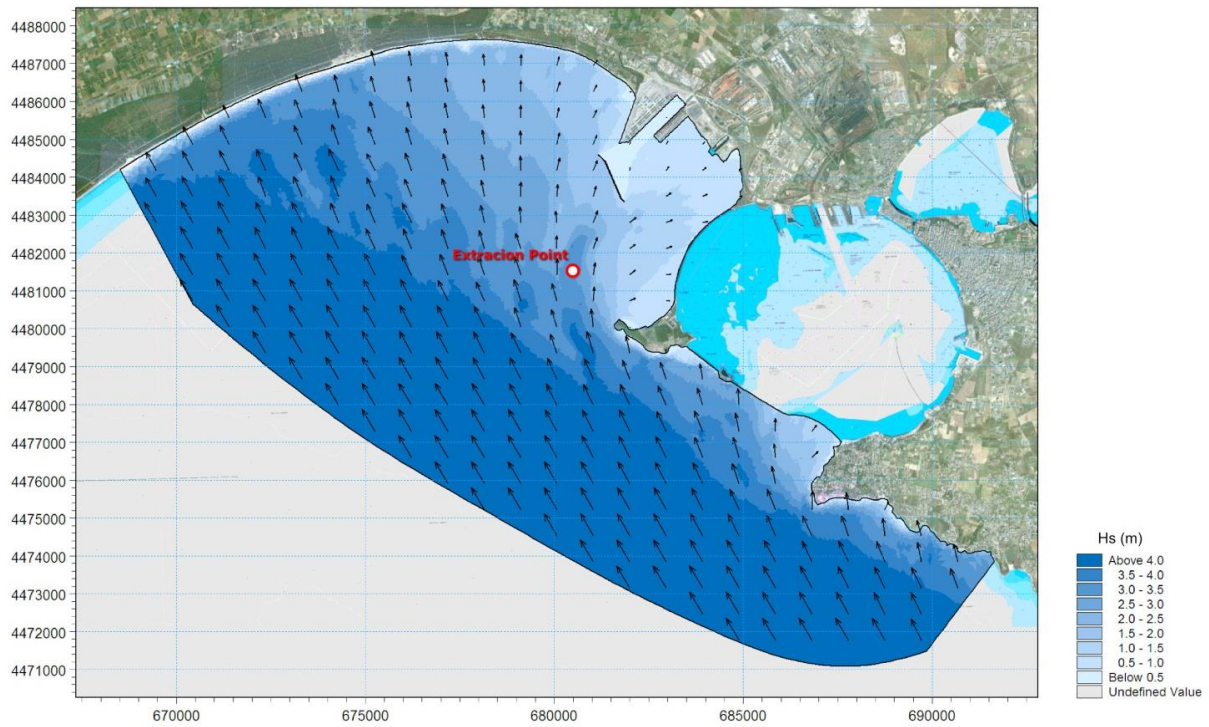 4488000
4487000
4486000
4485000
4484000
4483000
4482000
4481000
4480000
4479000
4478000
4477000
4476000
4475000
4474000
4473000
4472000
4471000
Extracion Point
670000 675000 680000 685000 690000
Hs (m)
Above 4.0
3.5 - 4.0
3.0 - 3.5
2.5 - 3.0
2.0 - 2.5
1.5 - 2.0
1.0 - 1.5
0.5 - 1.0
Below 0.5
Undefined Value